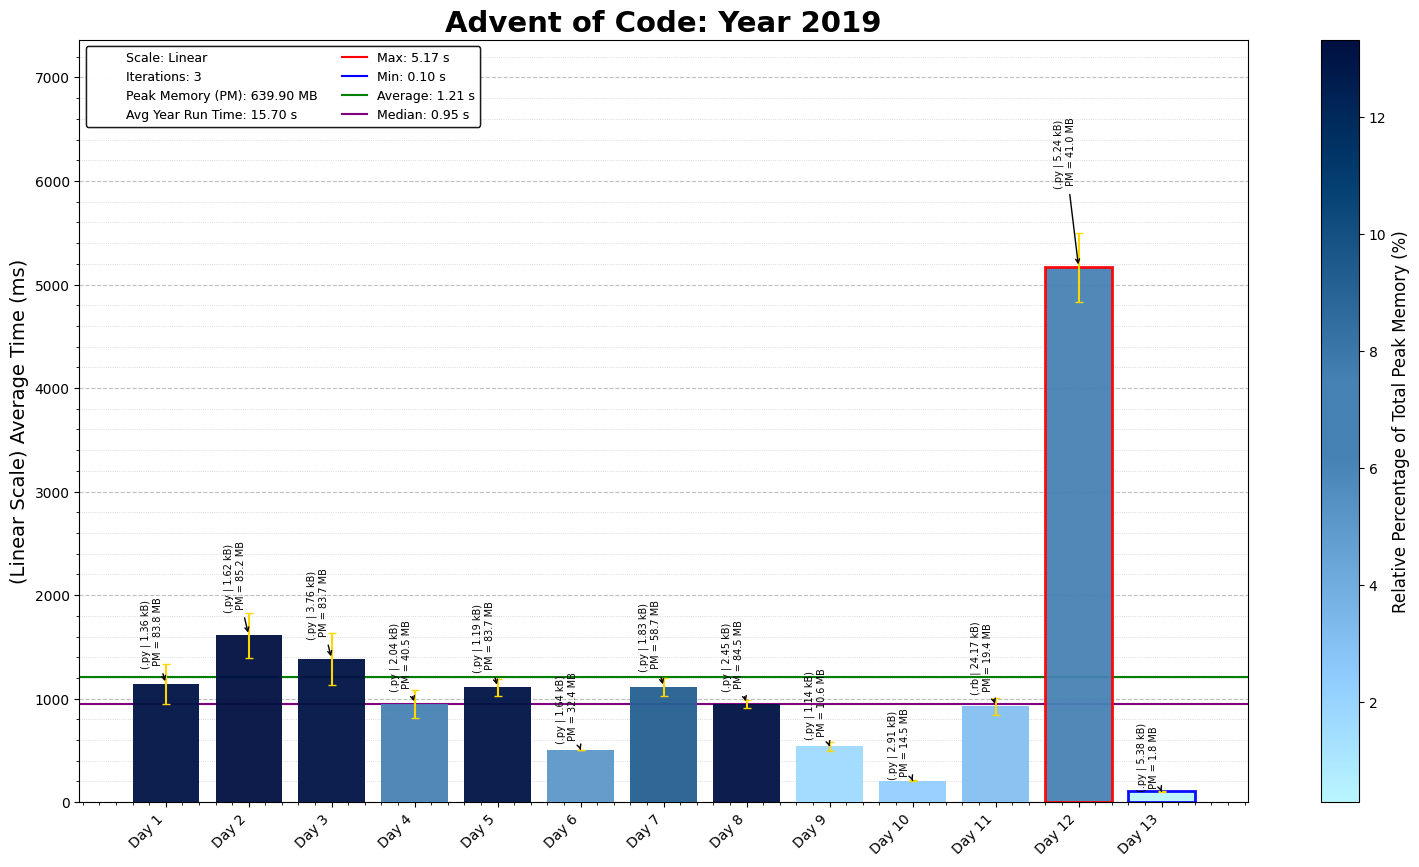 Advent of Code: Year 2019
Scale: Linear
Iterations: 3
Peak Memory (PM): 639.90 MB
Avg Year Run Time: 15.70 s
Max: 5.17 s
Min: 0.10 s
Average: 1.21 s
Median: 0.95 s
(Linear Scale) Average Time (ms)
7000
6000
5000
4000
3000
2000
1000
0
(.py | 1.36 kB)
PM = 83.8 MB
(.py | 1.62 kB)
PM = 85.2 MB
(.py | 3.76 kB)
PM = 83.7 MB
(.py | 2.04 kB)
PM = 40.5 MB
(.py | 1.19 kB)
PM = 83.7 MB
(.py | 1.64 kB)
PM = 32.4 MB
(.py | 1.83 kB)
PM = 58.7 MB
(.py | 2.45 kB)
PM = 84.5 MB
(.py | 1.14 kB)
PM = 10.6 MB
(.py | 2.91 kB)
PM = 14.5 MB
(.rb | 24.17 kB)
PM = 19.4 MB
(.py | 5.24 kB)
PM = 41.0 MB
(.py | 5.38 kB)
PM = 1.8 MB
Day 1
Day 2
Day 3
Day 4
Day 5
Day 6
Day 7
Day 8
Day 9
Day 10
Day 11
Day 12
Day 13
12
10
8
6
4
2
Relative Percentage of Total Peak Memory (%)